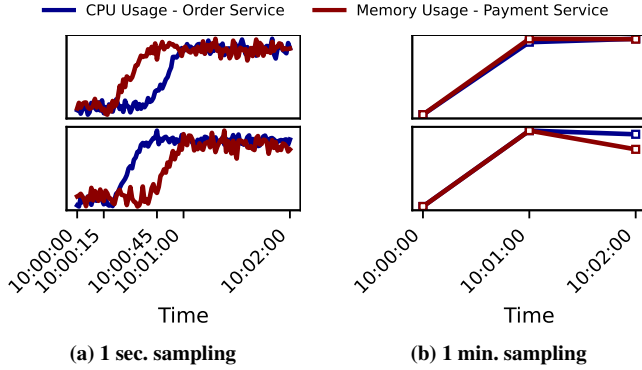 CPU Usage - Order Service Memory Usage - Payment Service
10:00:00 10:00:15 10:00:45 10:01:00 10:02:00
10:00:00 10:01:00 10:02:00
Time Time
(a) 1 sec. sampling (b) 1 min. sampling